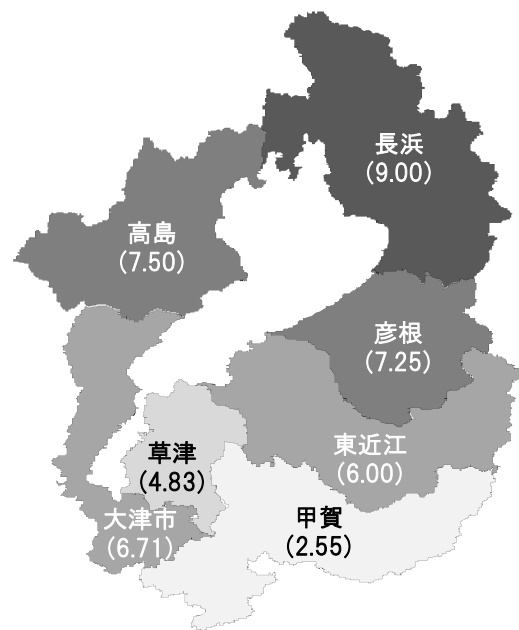 長浜
(9.00)
高島
(7.50)
彦根
(7.25)
東近江
(6.00)
草津
(4.83)
大津市
(6.71)
甲賀
(2.55)